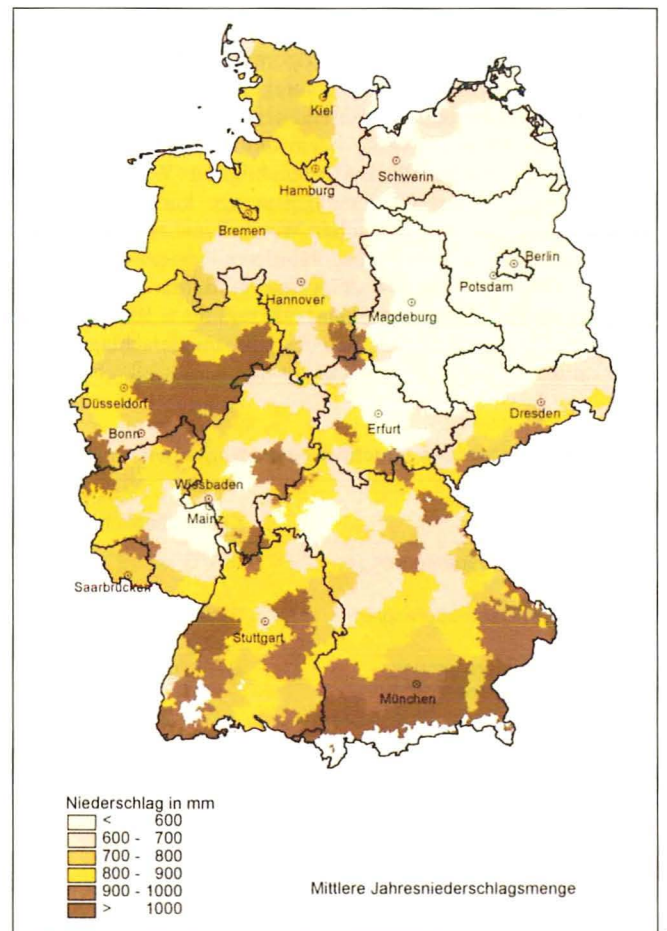 Kiel
Schwerin
Hamburg
Bremen
Berlin
Potsdam
Hannover
Magdeburg
Düsseldorf
Erfurt
Dresden
Bonn
Wiesbaden
Mainz
Saarbrücken
Stuttgart
München
Niederschlag in mm
< 600
600 - 700
700 - 800
800 - 900
900 - 1000
> 1000
Mittlere Jahresniederschlagsmenge